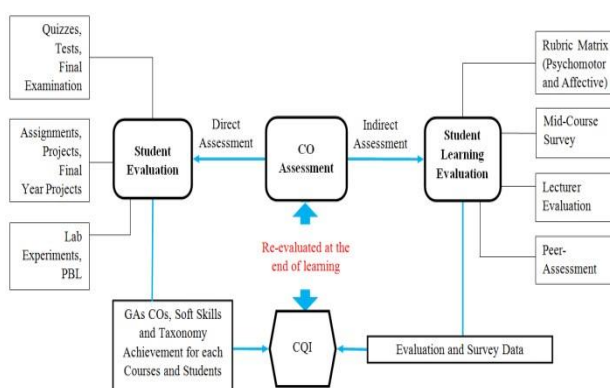 Quizzes,
Tests,
Final
Examination
Assignments,
Projects,
Final
Year Projects
Lab
Experiments,
PBL
Student
Evaluation
Direct
Assessment
CO
Assessment
Indirect
Assessment
Student
Learning
Evaluation
Rubric Matrix
(Psychomotor
and Affective)
Mid-Course
Survey
Lecturer
Evaluation
Peer-
Assessment
Re-evaluated at the
end of learning
GAs COs, Soft Skills
and Taxonomy
Achievement for each
Courses and Students
CQI
Evaluation and Survey Data